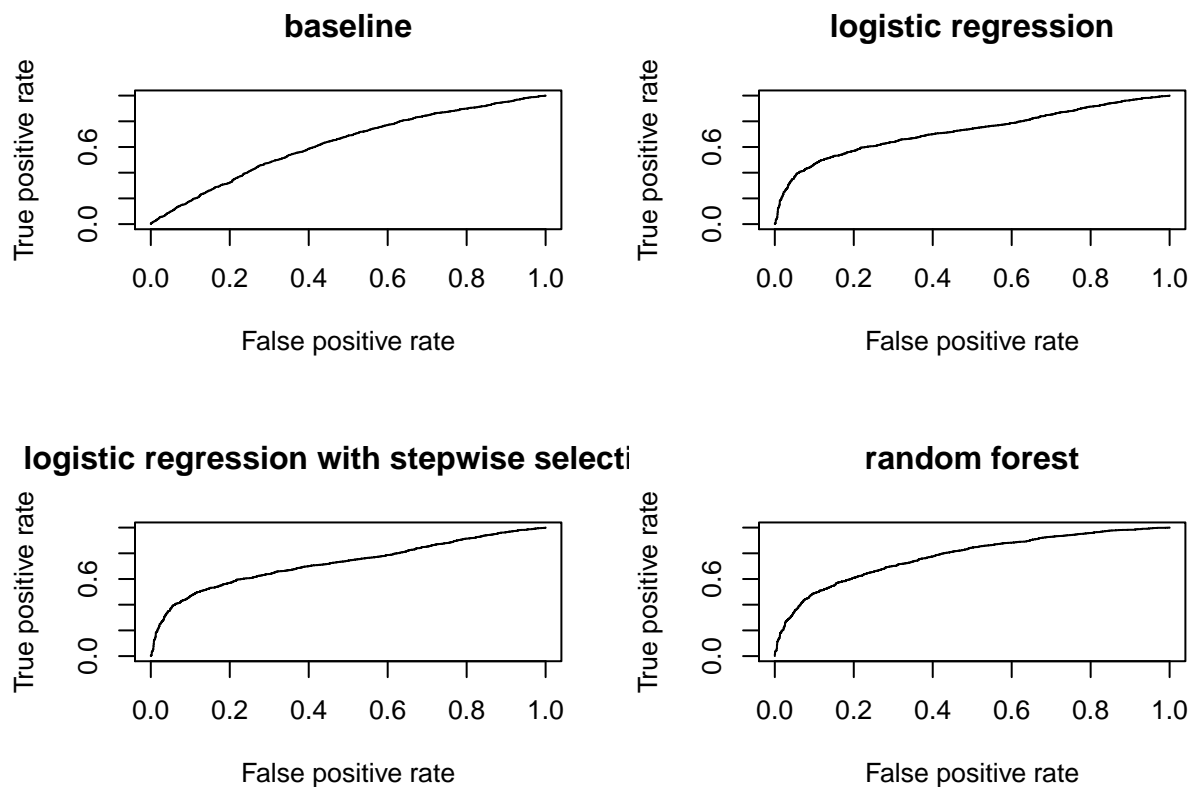 baseline
True positive rate
0.0 0.6
0.0 0.2 0.4 0.6 0.8 1.0
False positive rate
logistic regression
True positive rate
0.0 0.6
0.0 0.2 0.4 0.6 0.8 1.0
False positive rate
logistic regression with stepwise selecti
True positive rate
0.0 0.6
0.0 0.2 0.4 0.6 0.8 1.0
False positive rate
random forest
True positive rate
0.0 0.6
0.0 0.2 0.4 0.6 0.8 1.0
False positive rate